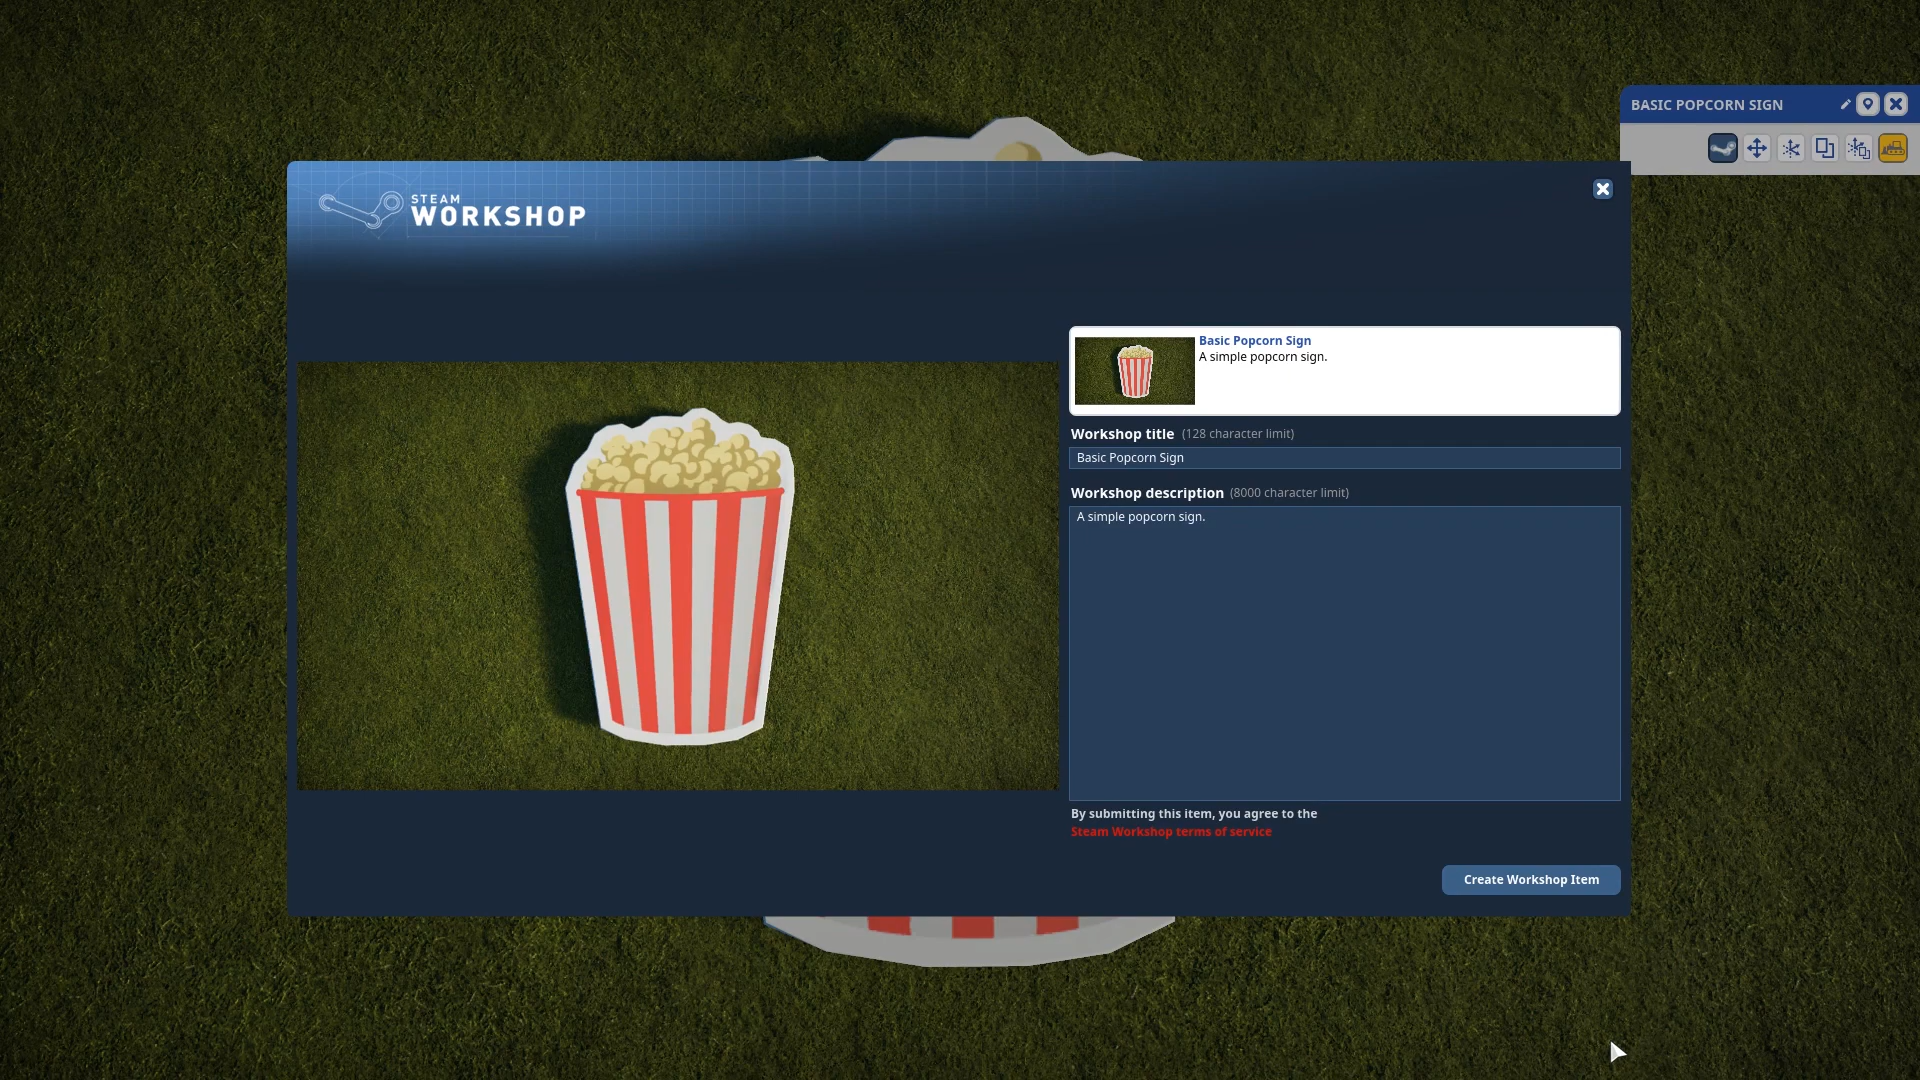 BASIC POPCORN SIGN
STEAM
WORKSHOP
Basic Popcorn Sign
A simple popcorn sign.
Workshop title (128 character limit)
Basic Popcorn Sign
Workshop description (8000 character limit)
A simple popcorn sign.
By submitting this item, you agree to the
Steam Workshop terms of service
Create Workshop Item